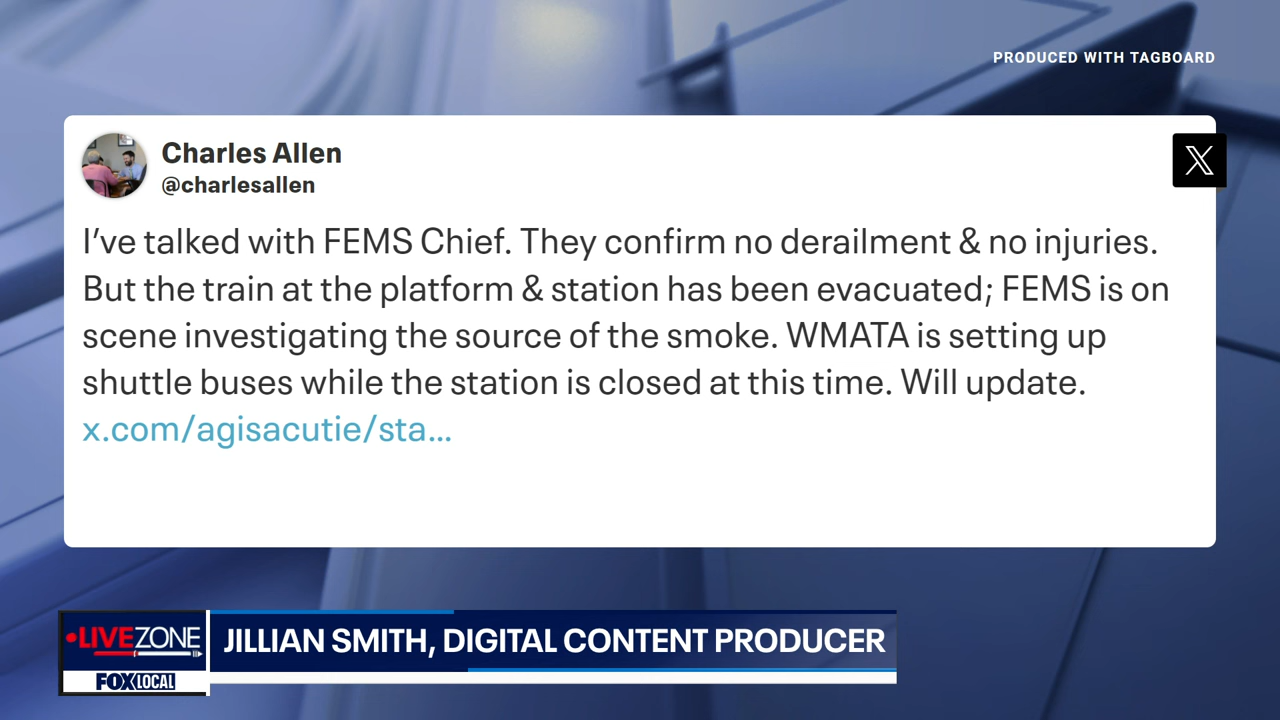 PRODUCED WITH TAGBOARD
Charles Allen
@charlesallen
X
I’ve talked with FEMS Chief. They confirm no derailment & no injuries.
But the train at the platform & station has been evacuated; FEMS is on
scene investigating the source of the smoke. WMATA is setting up
shuttle buses while the station is closed at this time. Will update.
x.com/agisacutie/sta...
LIVEZONE
JILLIAN SMITH, DIGITAL CONTENT PRODUCER
FOX LOCAL